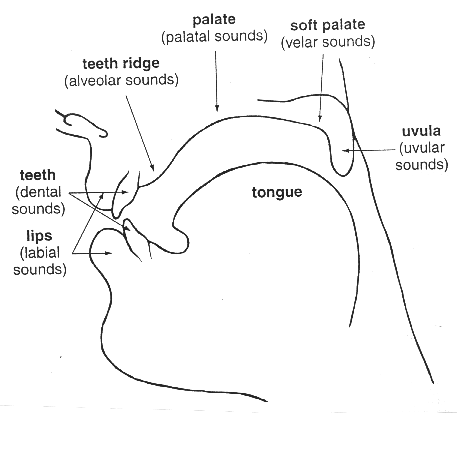 palate
(palatal sounds)
soft palate
(velar sounds)
teeth ridge
(alveolar sounds)
uvula
(uvular
sounds)
teeth
(dental
sounds)
tongue
lips
(labial
sounds)